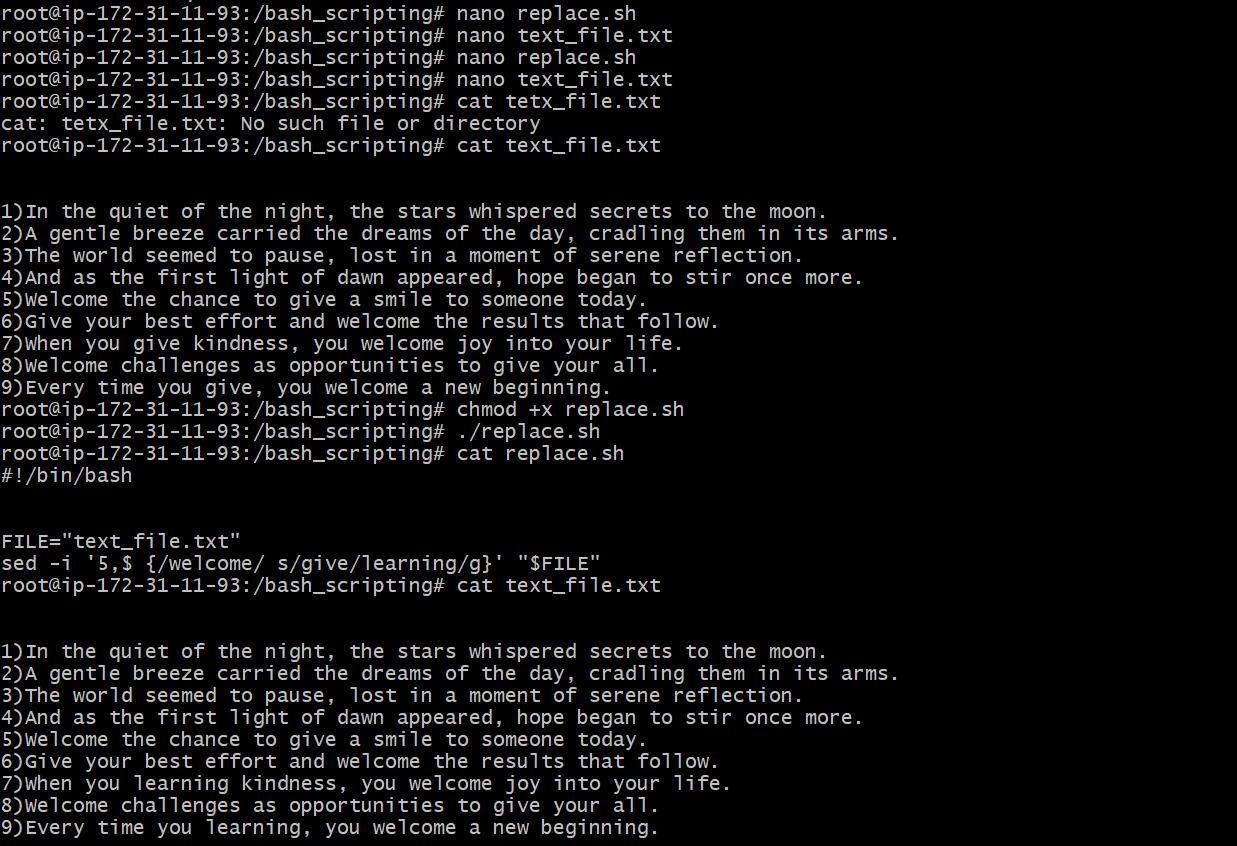 root@ip-172-31-11-93:/bash_scripting# nano replace.sh
root@ip-172-31-11-93:/bash_scripting# nano text_file.txt
root@ip-172-31-11-93:/bash_scripting# nano replace.sh
root@ip-172-31-11-93:/bash_scripting# nano text_file.txt
root@ip-172-31-11-93:/bash_scripting# cat tetx_file.txt
cat: tetx_file.txt: No such file or directory
root@ip-172-31-11-93:/bash_scripting# cat text_file.txt
1)In the quiet of the night, the stars whispered secrets to the moon.
2)A gentle breeze carried the dreams of the day, cradling them in its arms.
3)The world seemed to pause, lost in a moment of serene reflection.
4)And as the first light of dawn appeared, hope began to stir once more.
5)Welcome the chance to give a smile to someone today.
6)Give your best effort and welcome the results that follow.
7)When you give kindness, you welcome joy into your life.
8)Welcome challenges as opportunities to give your all.
9)Every time you give, you welcome a new beginning.
root@ip-172-31-11-93:/bash_scripting# chmod +x replace.sh
root@ip-172-31-11-93:/bash_scripting# ./replace.sh
root@ip-172-31-11-93:/bash_scripting# cat replace.sh
#!/bin/bash
FILE="text_file.txt"
sed -i '5,$ {/welcome/ s/give/learning/g}' "$FILE"
root@ip-172-31-11-93:/bash_scripting# cat text_file.txt
1)In the quiet of the night, the stars whispered secrets to the moon.
2)A gentle breeze carried the dreams of the day, cradling them in its arms.
3)The world seemed to pause, lost in a moment of serene reflection.
4)And as the first light of dawn appeared, hope began to stir once more.
5)Welcome the chance to give a smile to someone today.
6)Give your best effort and welcome the results that follow.
7)When you learning kindness, you welcome joy into your life.
8)Welcome challenges as opportunities to give your all.
9)Every time you learning, you welcome a new beginning.